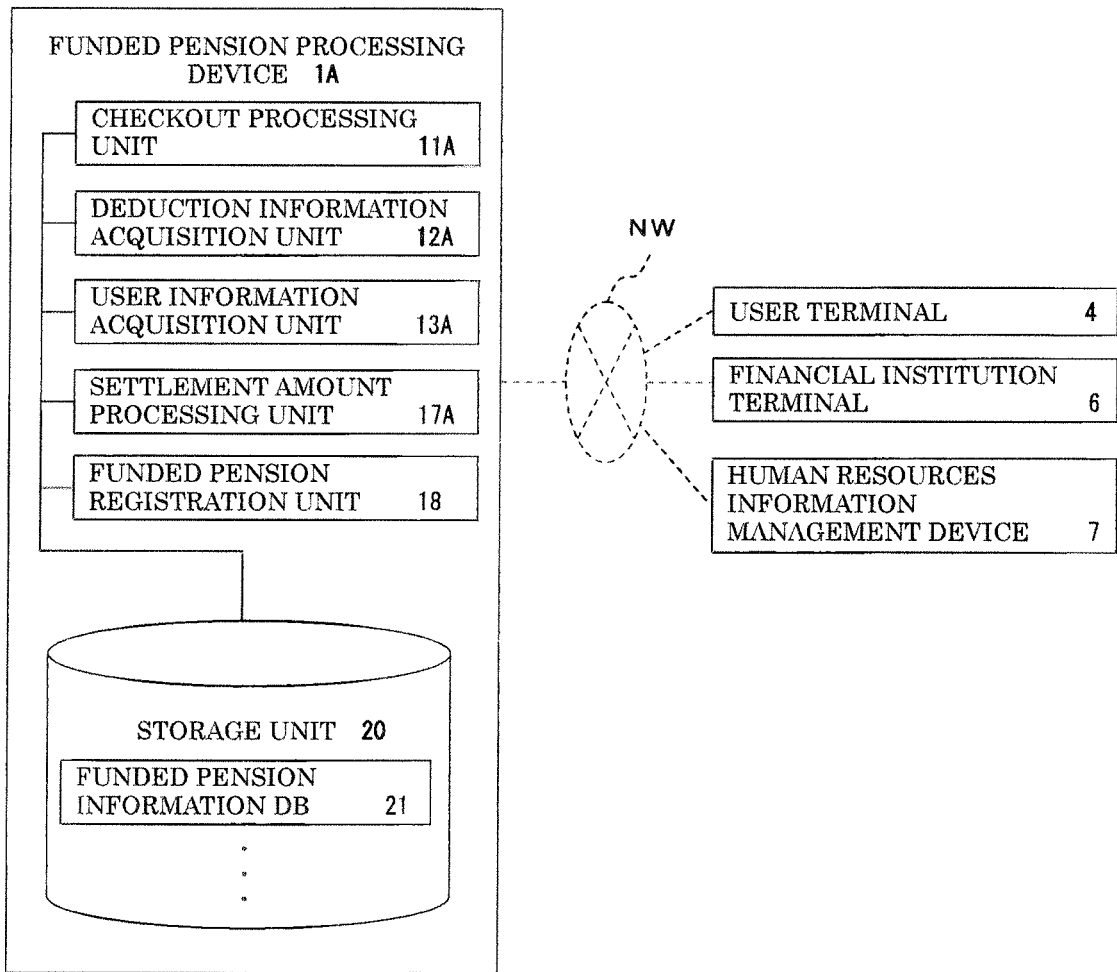 FUNDED PENSION PROCESSING
DEVICE 1A
CHECKOUT PROCESSING
UNIT 11A
DEDUCTION INFORMATION
ACQUISITION UNIT 12A
USER INFORMATION
ACQUISITION UNIT 13A
SETTLEMENT AMOUNT
PROCESSING UNIT 17A
FUNDED PENSION
REGISTRATION UNIT 18
STORAGE UNIT 20
FUNDED PENSION
INFORMATION DB 21
NW
USER TERMINAL 4
FINANCIAL INSTITUTION
TERMINAL 6
HUMAN RESOURCES
INFORMATION
MANAGEMENT DEVICE 7